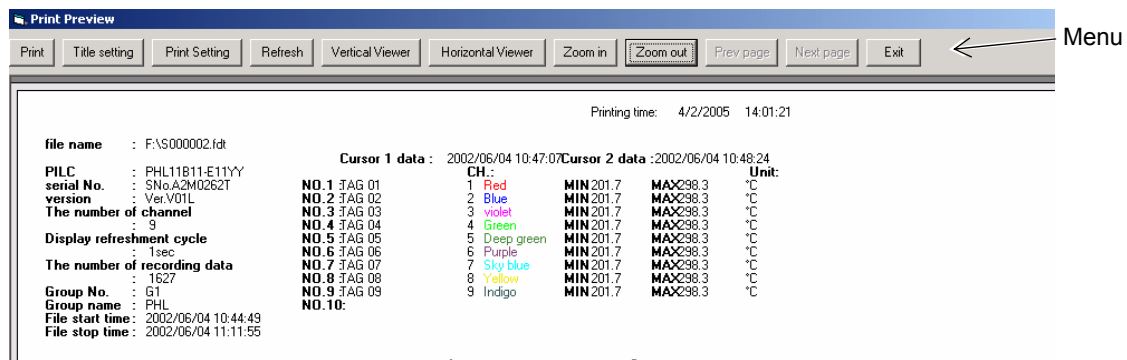 Print Preview
Print Title setting Print Setting Refresh Vertical Viewer Horizontal Viewer Zoom in Zoom out Prev page Next page Exit Menu
Printing time: 4/2/2005 14:01:21
file name : F:\S000002.fdt
Cursor 1 data : 2002/06/04 10:47:07 Cursor 2 data : 2002/06/04 10:48:24
PILC : PHL11B11-E11YY CH.: Unit:
serial No. : SNo.A2M0262T NO.1 :TAG 01 1 Red MIN 201.7 MAX 298.3 °C
version : Ver.V01L NO.2 :TAG 02 2 Blue MIN 201.7 MAX 298.3 °C
The number of channel NO.3 :TAG 03 3 violet MIN 201.7 MAX 298.3 °C
: 9 NO.4 :TAG 04 4 Green MIN 201.7 MAX 298.3 °C
Display refreshment cycle NO.5 :TAG 05 5 Deep green MIN 201.7 MAX 298.3 °C
: 1sec NO.6 :TAG 06 6 Purple MIN 201.7 MAX 298.3 °C
The number of recording data NO.7 :TAG 07 7 Sky blue MIN 201.7 MAX 298.3 °C
: 1627 NO.8 :TAG 08 8 Yellow MIN 201.7 MAX 298.3 °C
Group No. : G1 NO.9 :TAG 09 9 Indigo MIN 201.7 MAX 298.3 °C
Group name : PHL NO.10:
File start time : 2002/06/04 10:44:49
File stop time : 2002/06/04 11:11:55